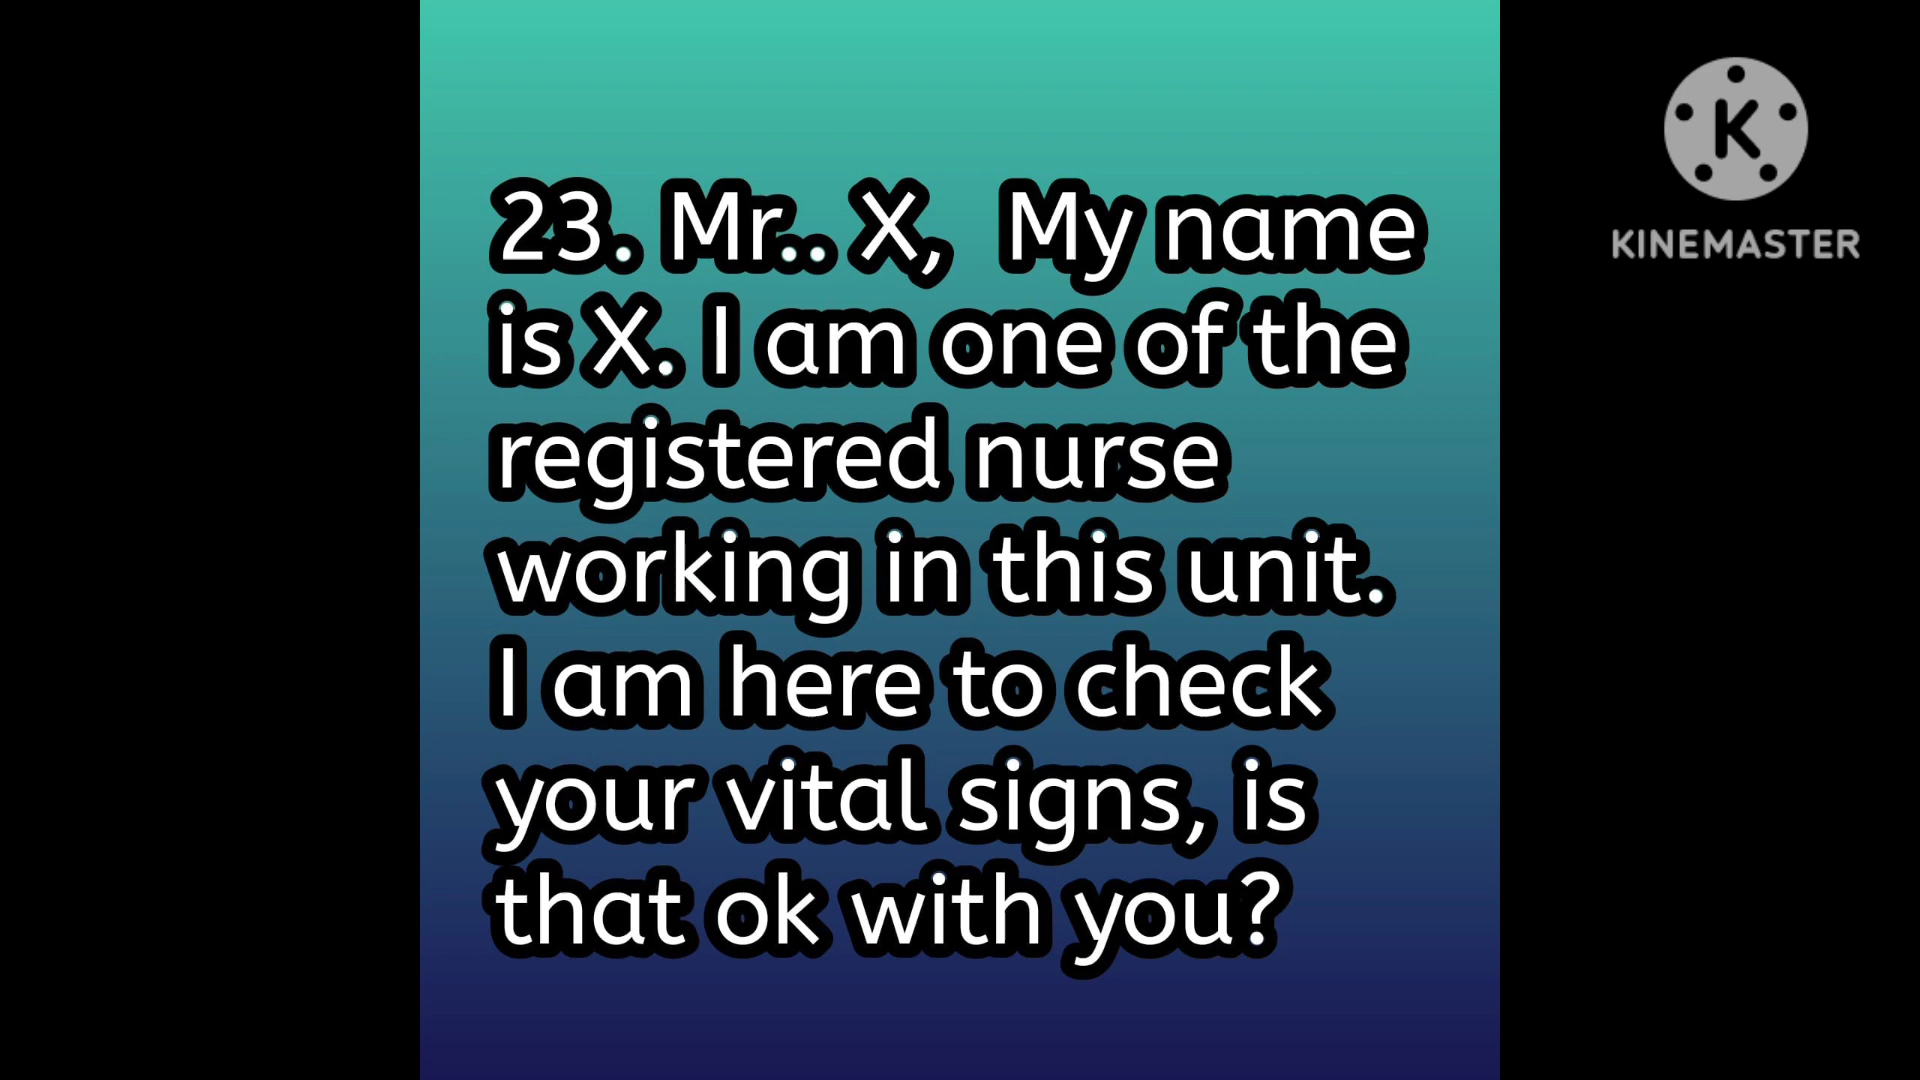 23. Mr.. X,  My name
is X. I am one of the
registered nurse
working in this unit.
I am here to check
your vital signs, is
that ok with you?
K
KINEMASTER